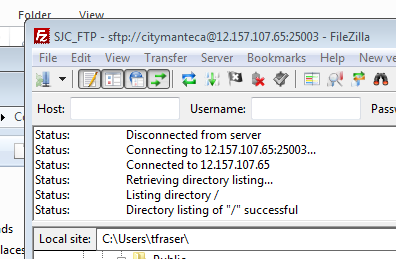 Folder
View
SJC_FTP - sftp://citymanteca@12.157.107.65:25003 - FileZilla
File Edit View Transfer Server Bookmarks Help New ve
Host: Username: Passw
Status: Disconnected from server
Status: Connecting to 12.157.107.65:25003...
Status: Connected to 12.157.107.65
Status: Retrieving directory listing...
Status: Listing directory /
Status: Directory listing of "/" successful
Local site: C:\Users\tfraser\
Public